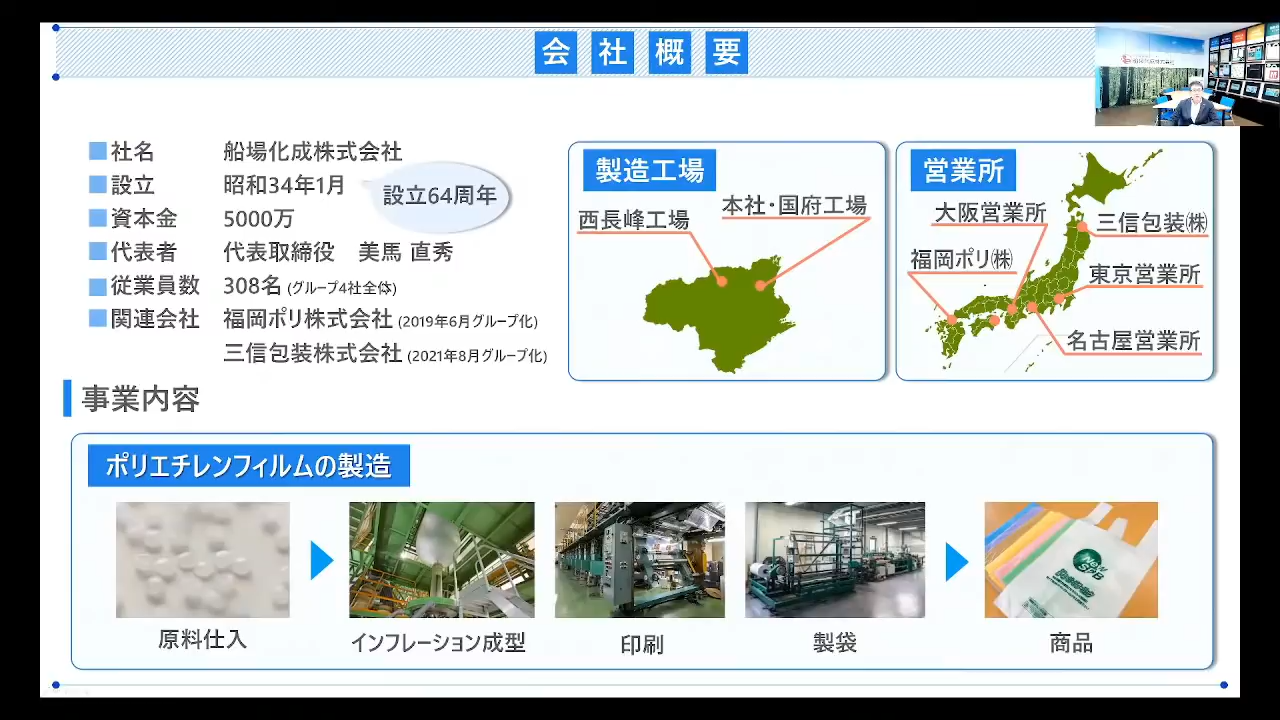 会社概要
社名 船場化成株式会社
設立 昭和34年1月
設立64周年
資本金 5000万
代表者 代表取締役 美馬 直秀
従業員数 308名 (グループ4社全体)
関連会社 福岡ポリ株式会社 (2019年6月グループ化)
三信包装株式会社 (2021年8月グループ化)
製造工場
西長峰工場
本社・国府工場
営業所
大阪営業所
三信包装㈱
福岡ポリ㈱
東京営業所
名古屋営業所
事業内容
ポリエチレンフィルムの製造
原料仕入
インフレーション成型
印刷
製袋
商品